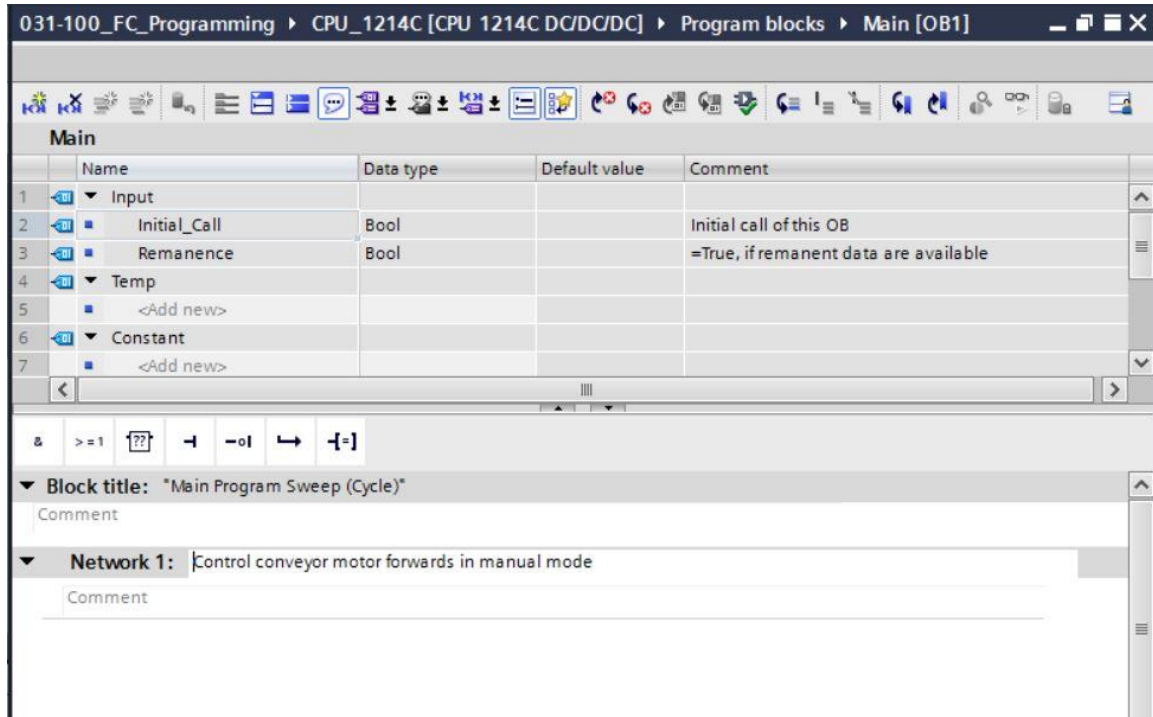 031-100_FC_Programming ▸ CPU_1214C [CPU 1214C DC/DC/DC] ▸ Program blocks ▸ Main [OB1]
Main
Name Data type Default value Comment
1 Input
2 Initial_Call Bool Initial call of this OB
3 Remanence Bool =True, if remanent data are available
4 Temp
5 <Add new>
6 Constant
7 <Add new>
& >=1 ?? -[=]
Block title: "Main Program Sweep (Cycle)"
Comment
Network 1: Control conveyor motor forwards in manual mode
Comment